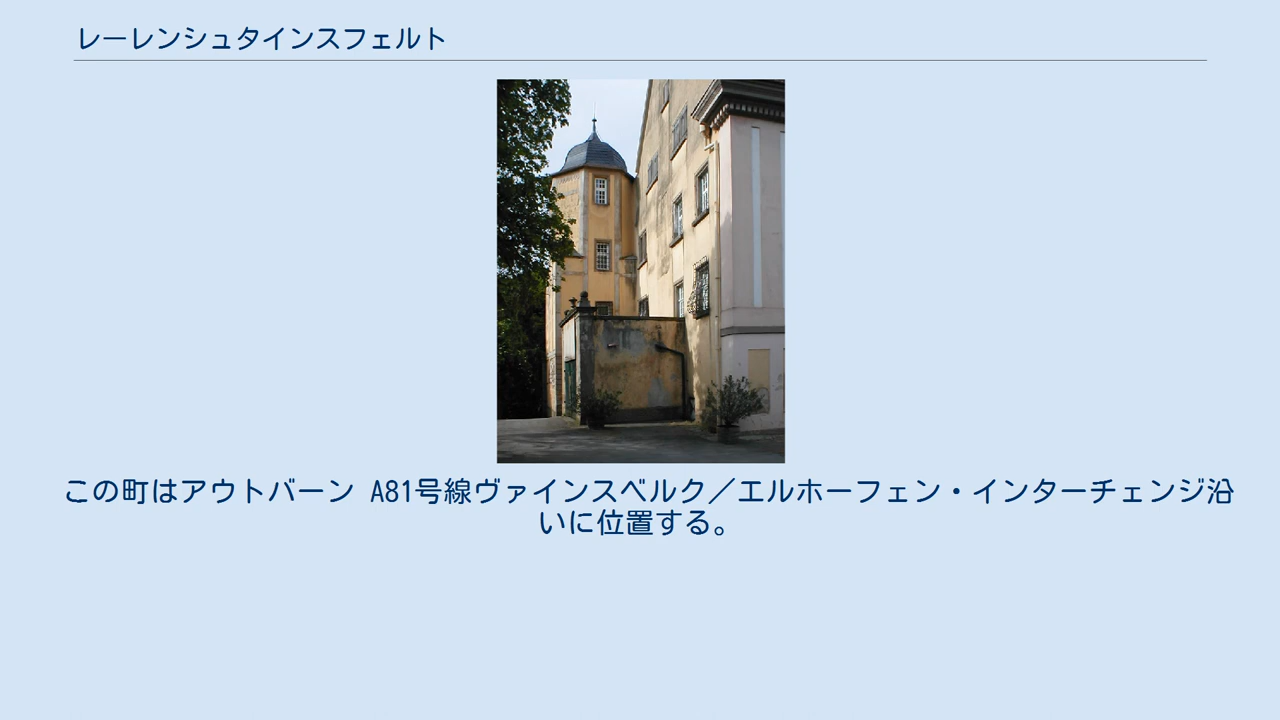 レーレンシュタインスフェルト
この町はアウトバーン A81号線ヴァインスベルク／エルホーフェン・インターチェンジ沿
いに位置する。